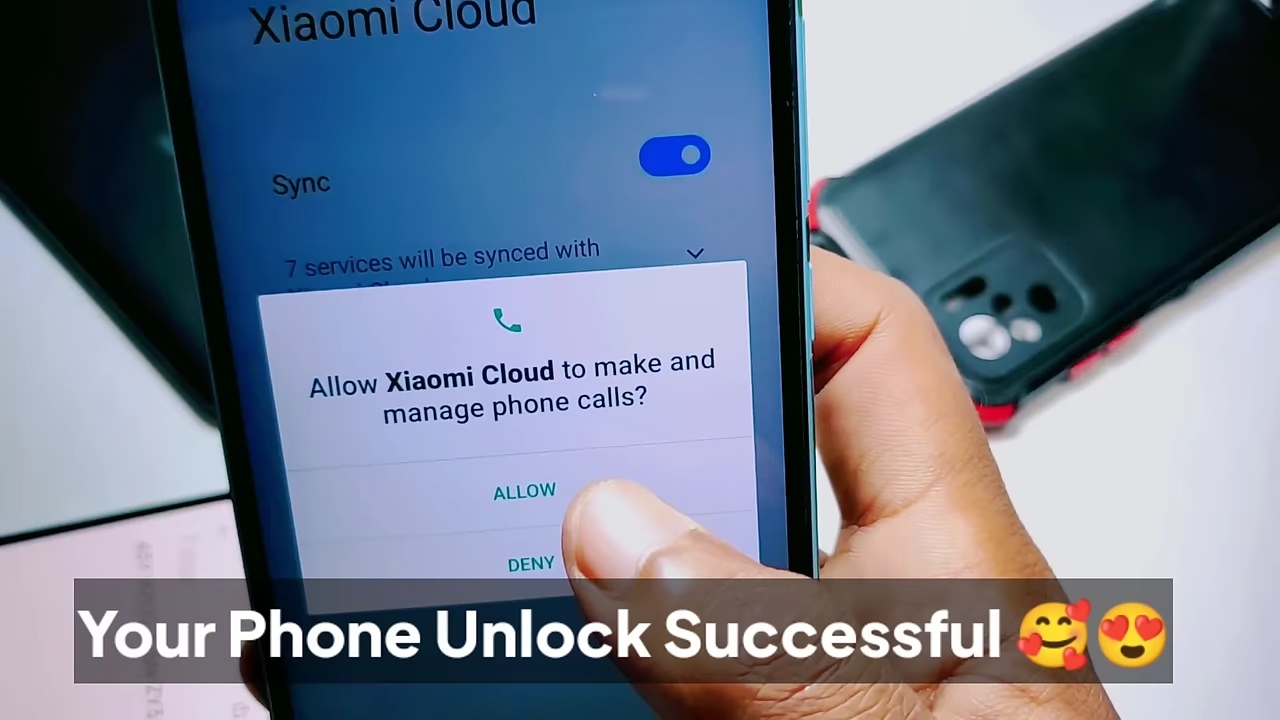 Xiaomi Cloud
Sync
7 services will be synced with
Allow Xiaomi Cloud to make and
manage phone calls?
ALLOW
DENY
Your Phone Unlock Successful 🥰😍